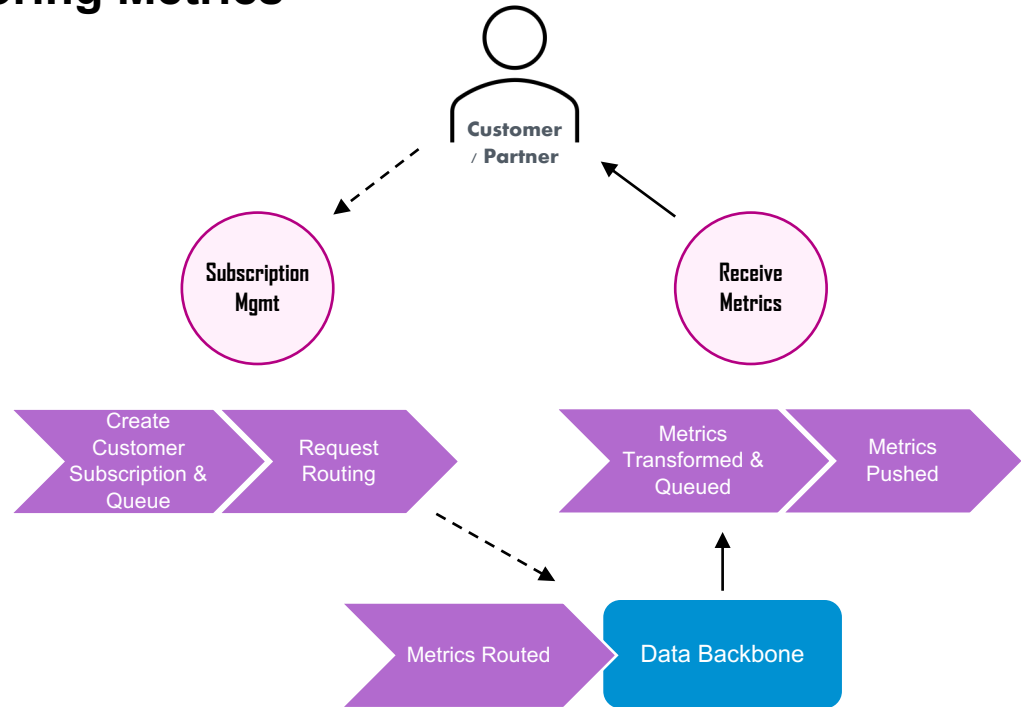 Metrics
Customer
/ Partner
Subscription
Mgmt
Receive
Metrics
Create
Customer
Subscription &
Queue
Request
Routing
Metrics
Transformed &
Queued
Metrics
Pushed
Metrics Routed
Data Backbone